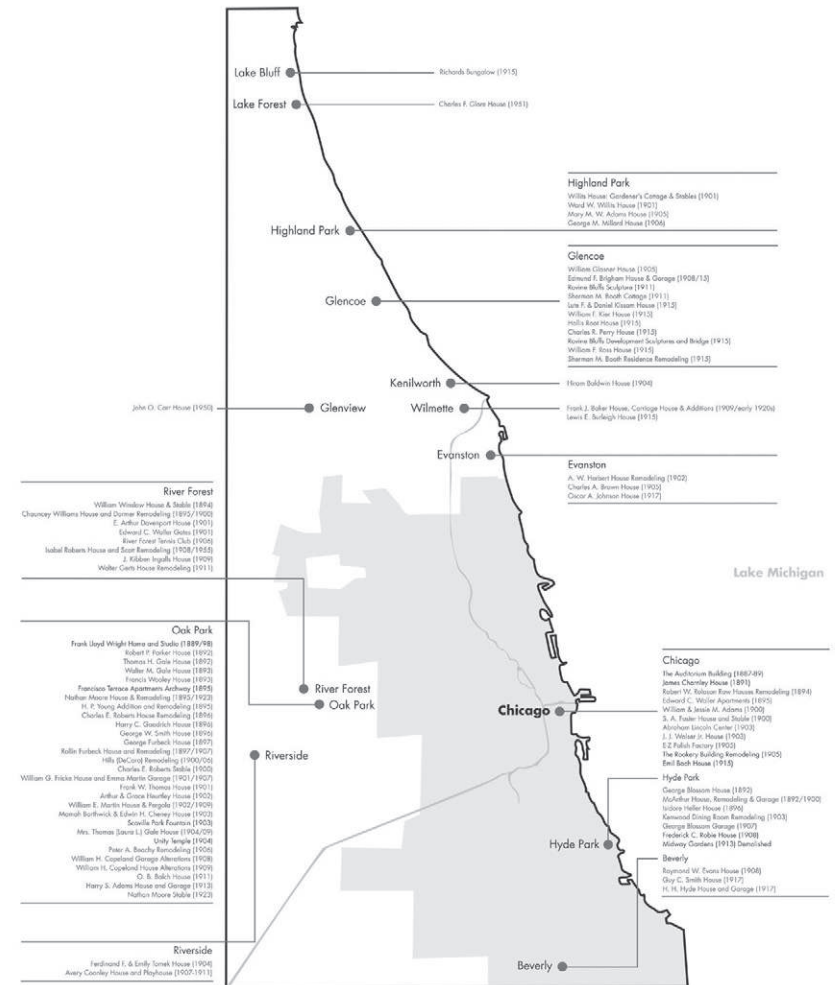 Lake Bluff
Richards Bungalow (1915)
Lake Forest
Charles F. Glore House (1951)
Highland Park
Willits House: Gardener's Cottage & Stables (1901)
Ward W. Willits House (1901)
Mary M. W. Adams House (1905)
George M. Millard House (1906)
Highland Park
Glencoe
William Glasner House (1905)
Edmund F. Brigham House & Garage (1908/15)
Ravine Bluffs Sculpture (1911)
Sherman M. Booth Cottage (1911)
Lute F. & Daniel Kissam House (1915)
William F. Kier House (1915)
Hollis Root House (1915)
Charles R. Perry House (1915)
Ravine Bluffs Development Sculptures and Bridge (1915)
William F. Ross House (1915)
Sherman M. Booth Residence Remodeling (1915)
Glencoe
Kenilworth
Hiram Baldwin House (1904)
John O. Carr House (1950)
Glenview
Wilmette
Frank J. Baker House, Carriage House & Additions (1909/early 1920s)
Lewis E. Burleigh House (1915)
Evanston
Evanston
A. W. Herbert House Remodeling (1902)
Charles A. Brown House (1905)
Oscar A. Johnson House (1917)
River Forest
William Winslow House & Stable (1894)
Chauncey Williams House and Dormer Remodeling (1895/1900)
E. Arthur Davenport House (1901)
Edward C. Waller Gates (1901)
River Forest Tennis Club (1906)
Isabel Roberts House and Scott Remodeling (1908/1955)
J. Kibben Ingalls House (1909)
Walter Gerts House Remodeling (1911)
Lake Michigan
Oak Park
Frank Lloyd Wright Home and Studio (1889/98)
Robert P. Parker House (1892)
Thomas H. Gale House (1892)
Walter M. Gale House (1893)
Francis Wooley House (1893)
Francisco Terrace Apartments Archway (1895)
Nathan Moore House & Remodeling (1895/1923)
H. P. Young Addition and Remodeling (1895)
Charles E. Roberts House Remodeling (1896)
Harry C. Goodrich House (1896)
George W. Smith House (1896)
George Furbeck House (1897)
Rollin Furbeck House and Remodeling (1897/1907)
Hills (DeCaro) Remodeling (1900/06)
Charles E. Roberts Stable (1900)
William G. Fricke House and Emma Martin Garage (1901/1907)
Frank W. Thomas House (1901)
Arthur & Grace Heurtley House (1902)
William E. Martin House & Pergola (1902/1909)
Mamah Borthwick & Edwin H. Cheney House (1903)
Scoville Park Fountain (1903)
Mrs. Thomas (Laura L.) Gale House (1904/09)
Unity Temple (1904)
Peter A. Beachy Remodeling (1906)
William H. Copeland Garage Alterations (1908)
William H. Copeland House Alterations (1909)
O. B. Balch House (1911)
Harry S. Adams House and Garage (1913)
Nathan Moore Stable (1923)
River Forest
Oak Park
Riverside
Chicago
Chicago
The Auditorium Building (1887-89)
James Charnley House (1891)
Robert W. Roloson Row Houses Remodeling (1894)
Edward C. Waller Apartments (1895)
William & Jessie M. Adams (1900)
S. A. Foster House and Stable (1900)
Abraham Lincoln Center (1903)
J. J. Walser Jr. House (1903)
E-Z Polish Factory (1905)
The Rookery Building Remodeling (1905)
Emil Bach House (1915)
Hyde Park
George Blossom House (1892)
McArthur House, Remodeling & Garage (1892/1900)
Isidore Heller House (1896)
Kenwood Dining Room Remodeling (1903)
George Blossom Garage (1907)
Frederick C. Robie House (1908)
Midway Gardens (1913) Demolished
Hyde Park
Beverly
Raymond W. Evans House (1908)
Guy C. Smith House (1917)
H. H. Hyde House and Garage (1917)
Beverly
Riverside
Ferdinand F. & Emily Tomek House (1904)
Avery Coonley House and Playhouse (1907-1911)